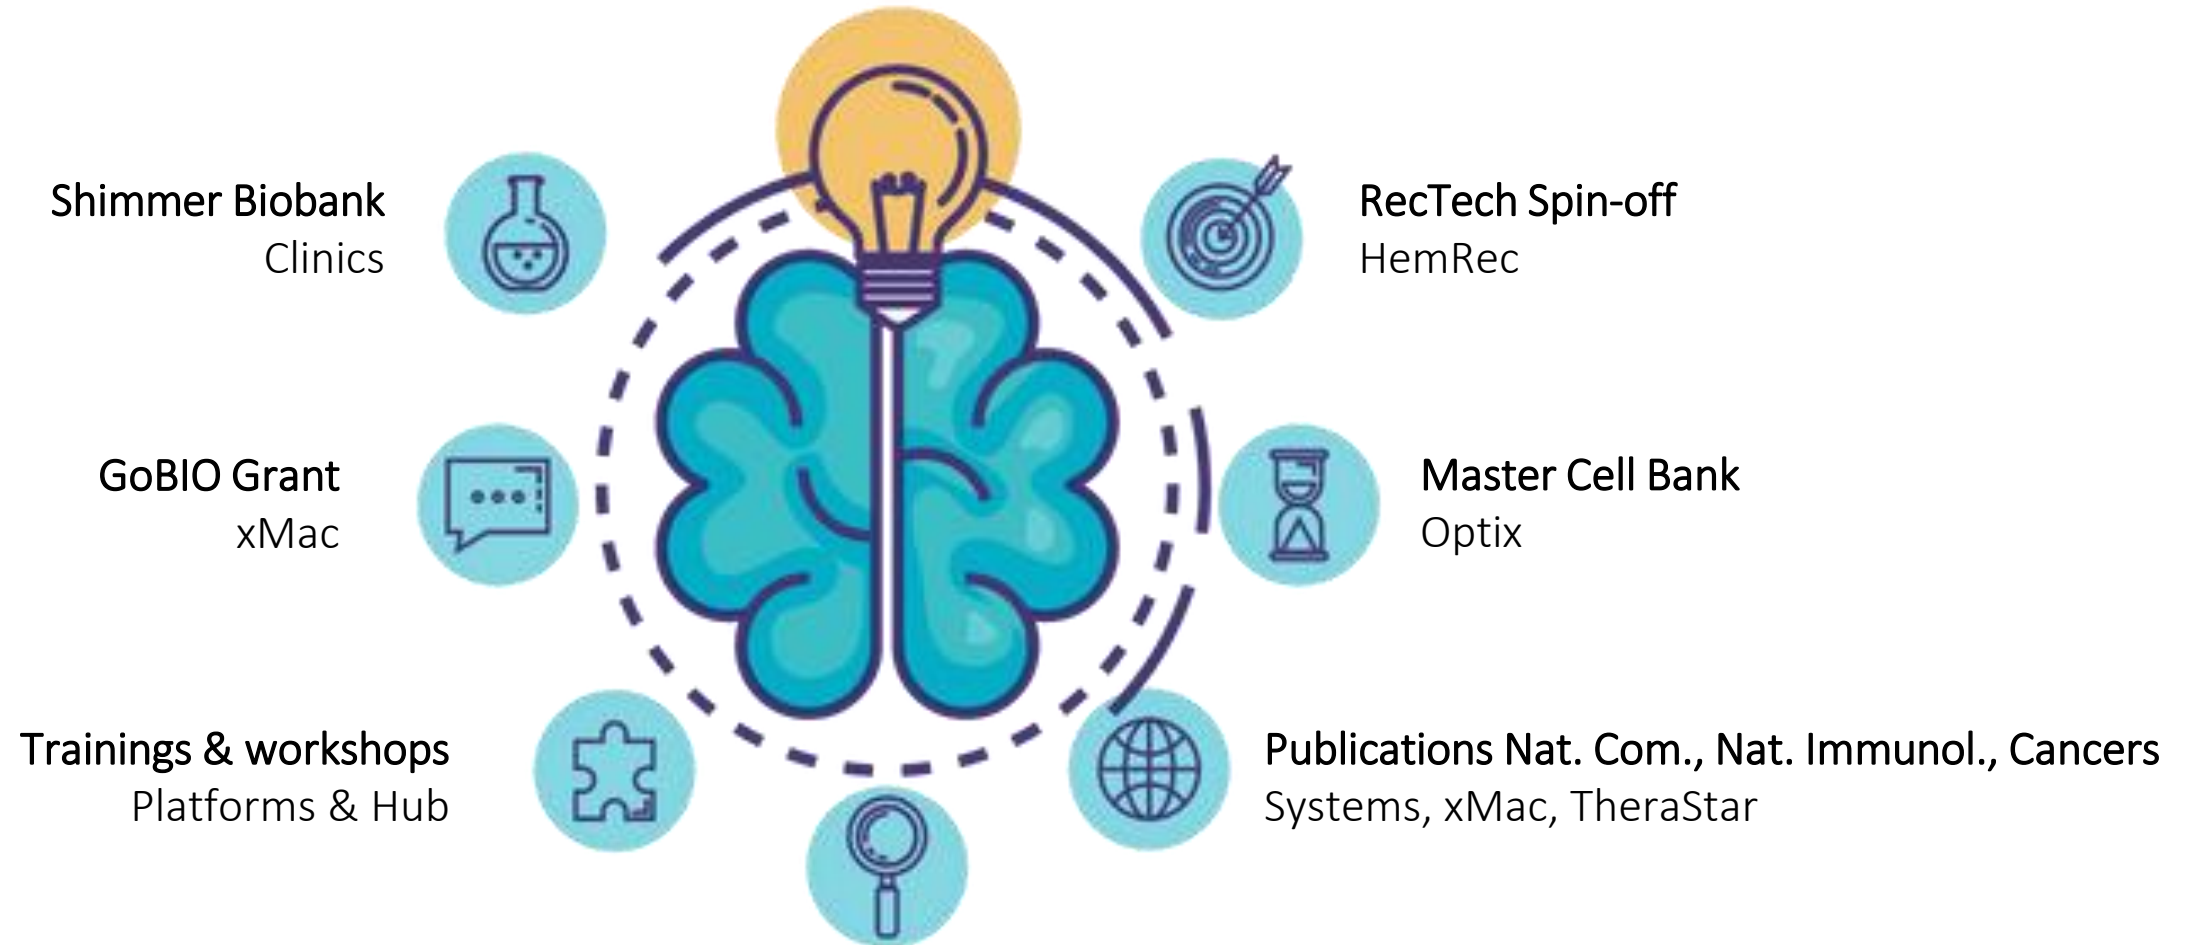 Shimmer Biobank
Clinics
RecTech Spin-off
HemRec
GoBIO Grant
xMac
Master Cell Bank
Optix
Trainings & workshops
Platforms & Hub
Publications Nat. Com., Nat. Immunol., Cancers
Systems, xMac, TheraStar